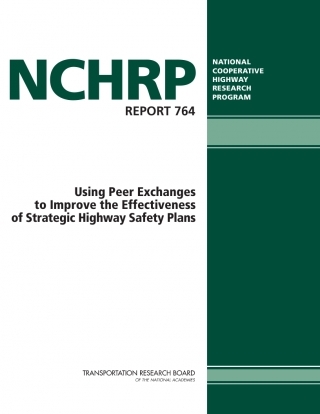 NCHRP
REPORT 764
NATIONAL
COOPERATIVE
HIGHWAY
RESEARCH
PROGRAM
Using Peer Exchanges
to Improve the Effectiveness
of Strategic Highway Safety Plans
TRANSPORTATION RESEARCH BOARD
OF THE NATIONAL ACADEMIES